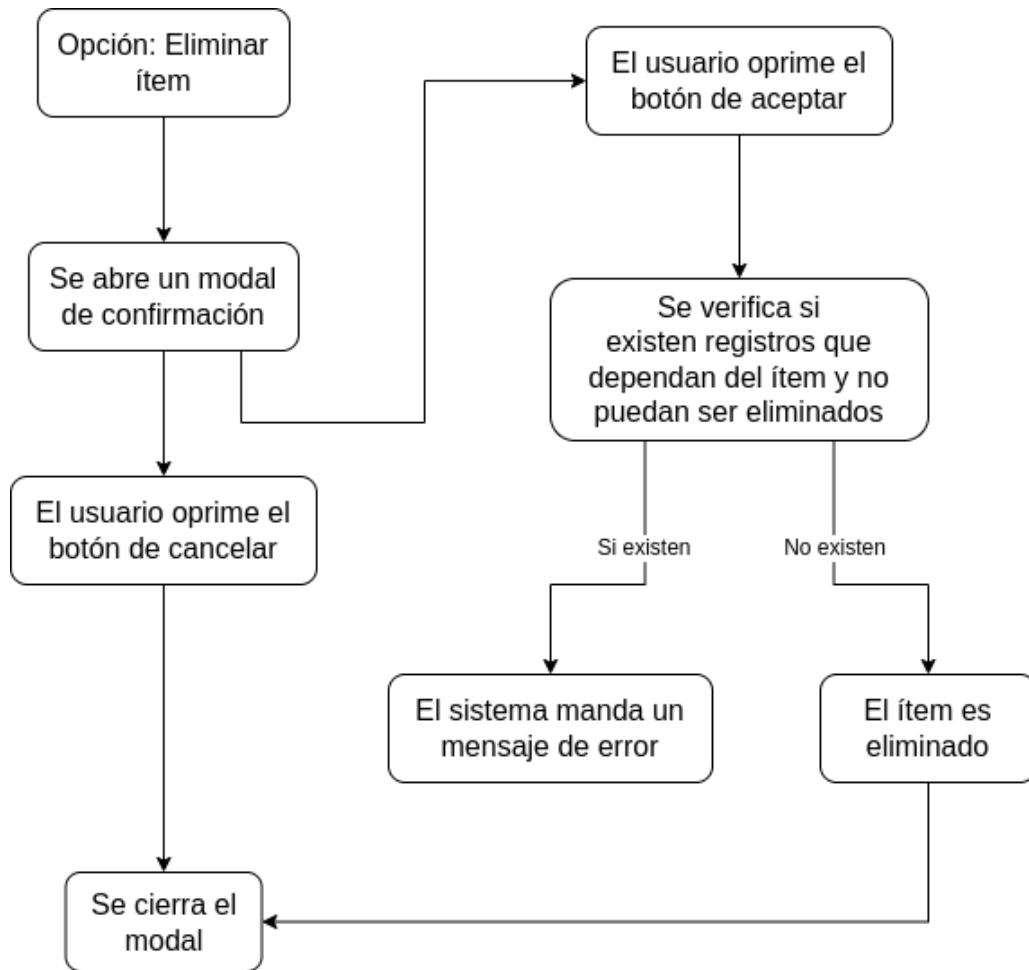 Opción: Eliminar
ítem
El usuario oprime el
botón de aceptar
Se abre un modal
de confirmación
Se verifica si
existen registros que
dependan del ítem y no
puedan ser eliminados
El usuario oprime el
botón de cancelar
Si existen
No existen
El sistema manda un
mensaje de error
El ítem es
eliminado
Se cierra el
modal